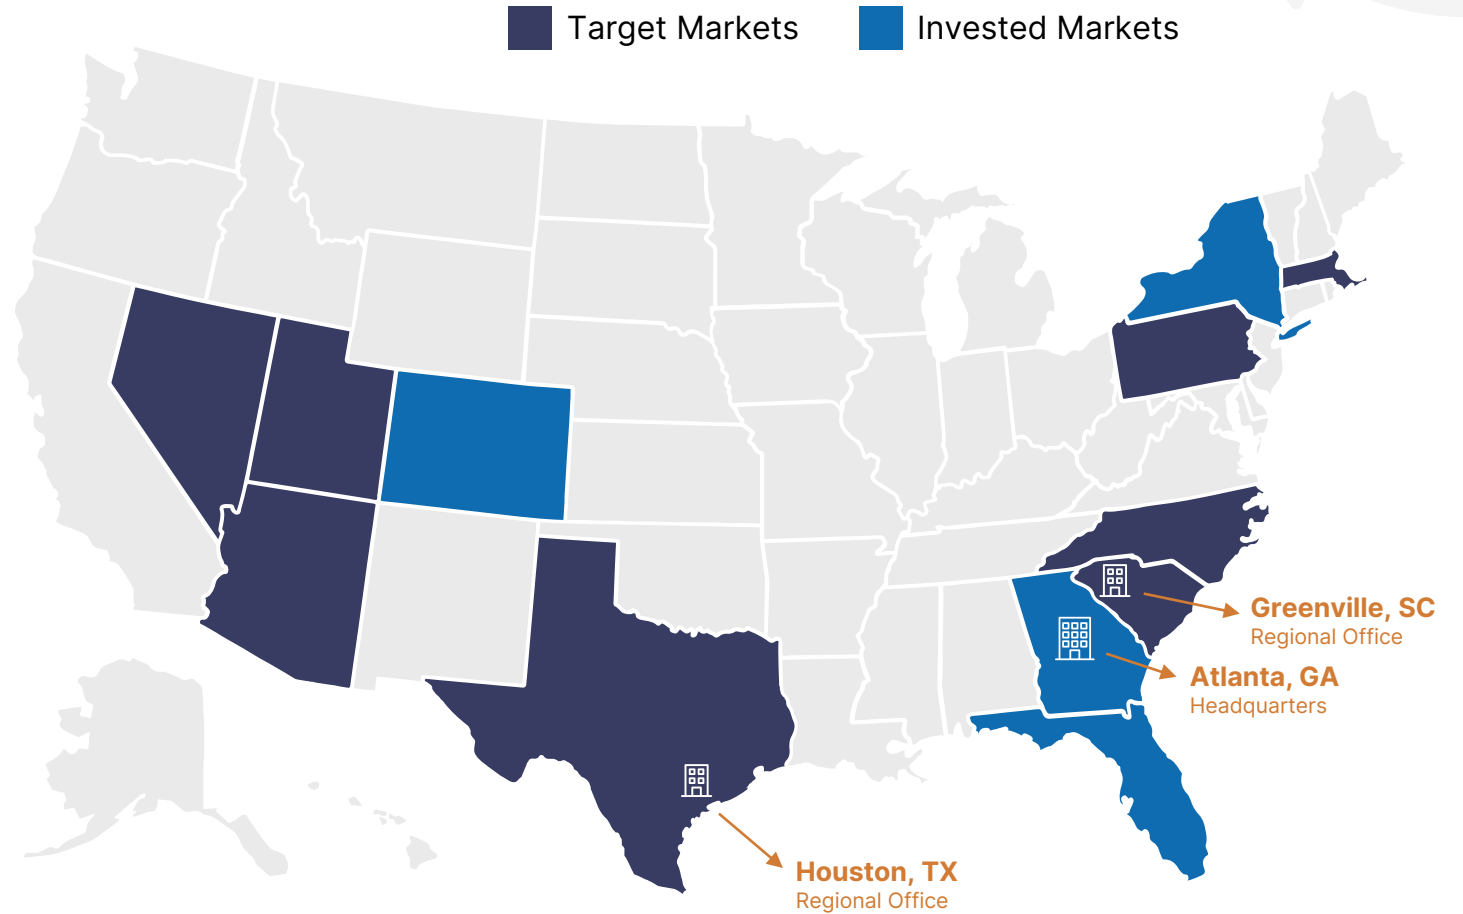 Target Markets
Invested Markets
Greenville, SC
Regional Office
Atlanta, GA
Headquarters
Houston, TX
Regional Office